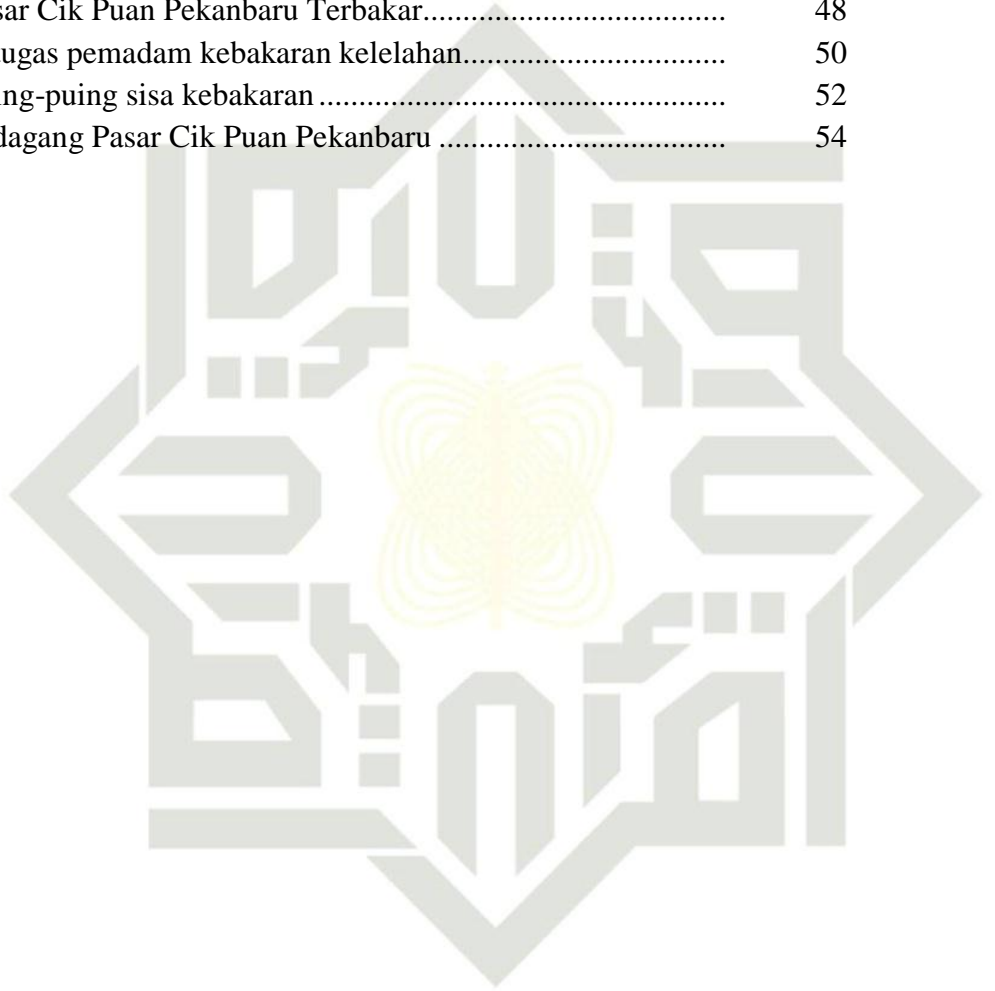 sar Cik Puan Pekanbaru Terbakar....................................... 48
ugas pemadam kebakaran kelelahan.................................. 50
ing-puing sisa kebakaran ..................................................... 52
dagang Pasar Cik Puan Pekanbaru ..................................... 54